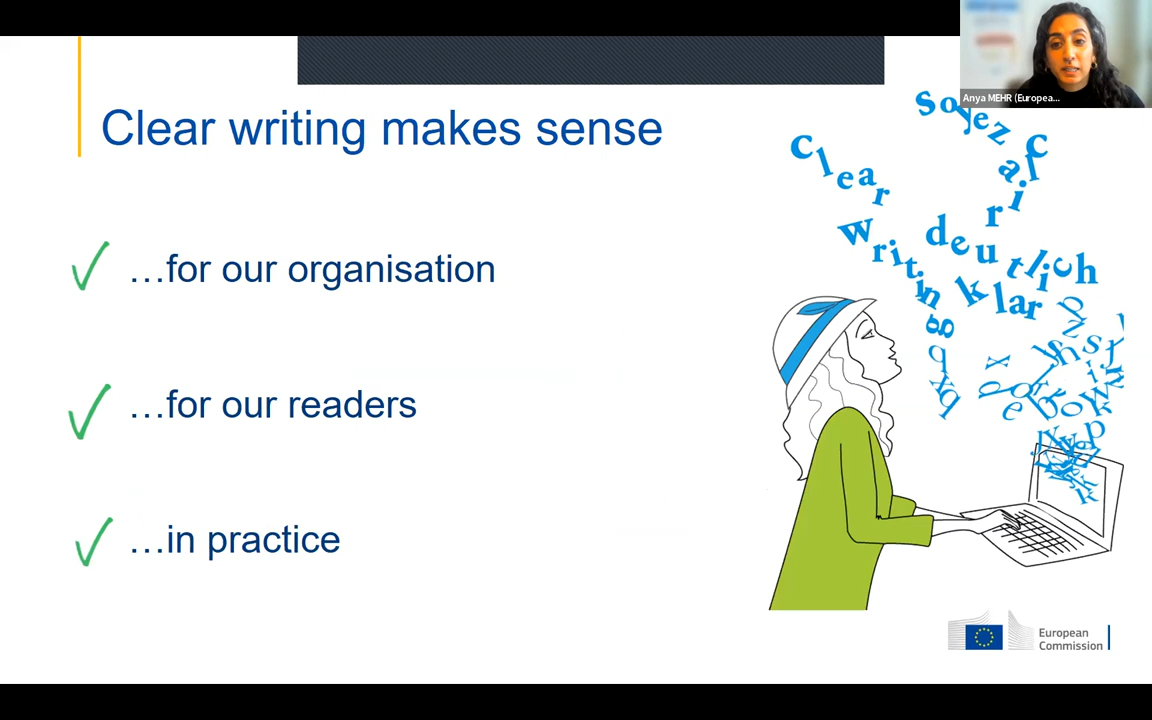 Anya MEHR (Europea...
Clear writing makes sense
...for our organisation
...for our readers
...in practice
clear
writing
soyez
clair
deutlich
klar
European
Commission